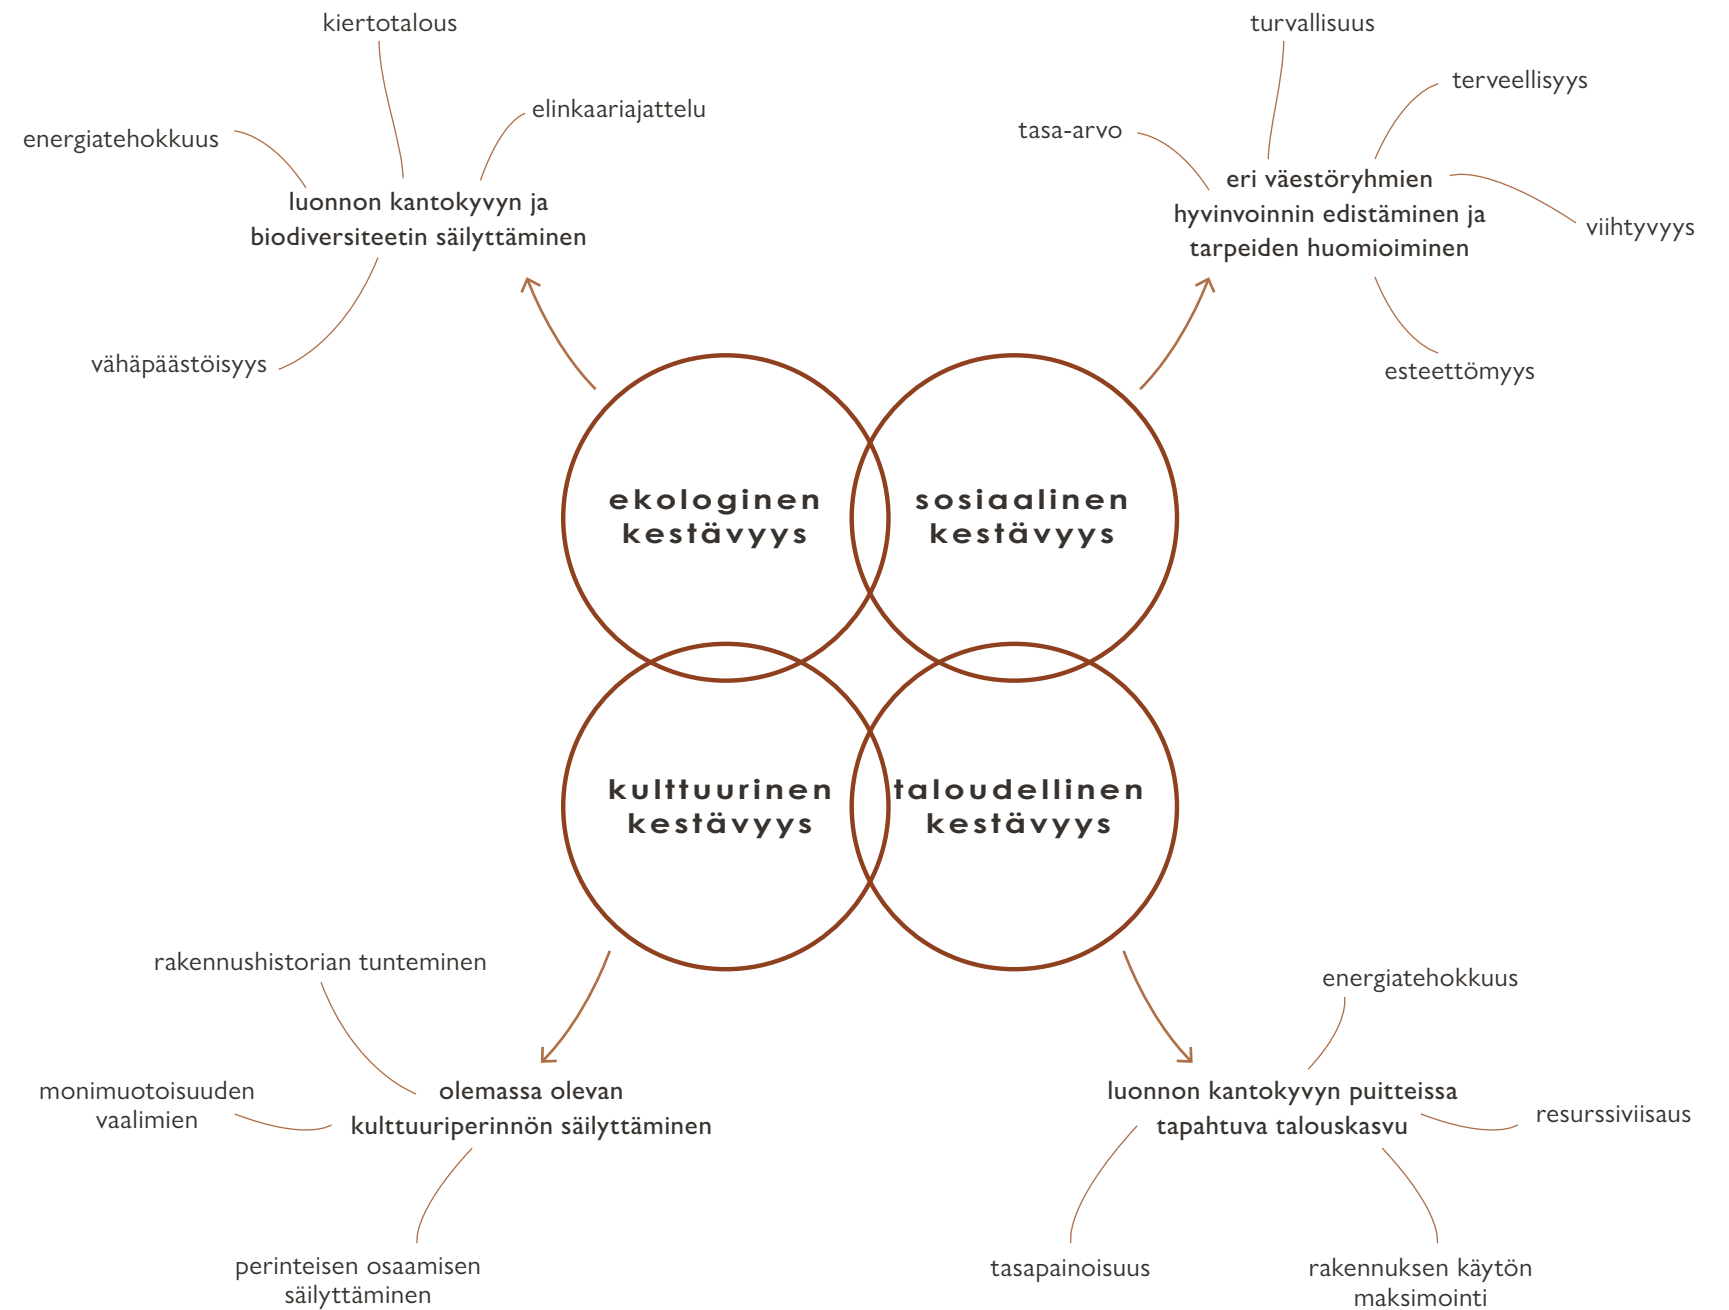 kiertotalous
elinkaariajattelu
energiatehokkuus
luonnon kantokyvyn ja
biodiversiteetin säilyttäminen
vähäpäästöisyys
turvallisuus
terveellisyys
tasa-arvo
eri väestöryhmien
hyvinvoinnin edistäminen ja
tarpeiden huomioiminen
viihtyvyys
esteettömyys
ekologinen
kestävyys
sosiaalinen
kestävyys
kulttuurinen
kestävyys
taloudellinen
kestävyys
rakennushistorian tunteminen
monimuotoisuuden
vaalimien
olemassa olevan
kulttuuriperinnön säilyttäminen
perinteisen osaamisen
säilyttäminen
energiatehokkuus
luonnon kantokyvyn puitteissa
tapahtuva talouskasvu
resurssiviisaus
tasapainoisuus
rakennuksen käytön
maksimointi